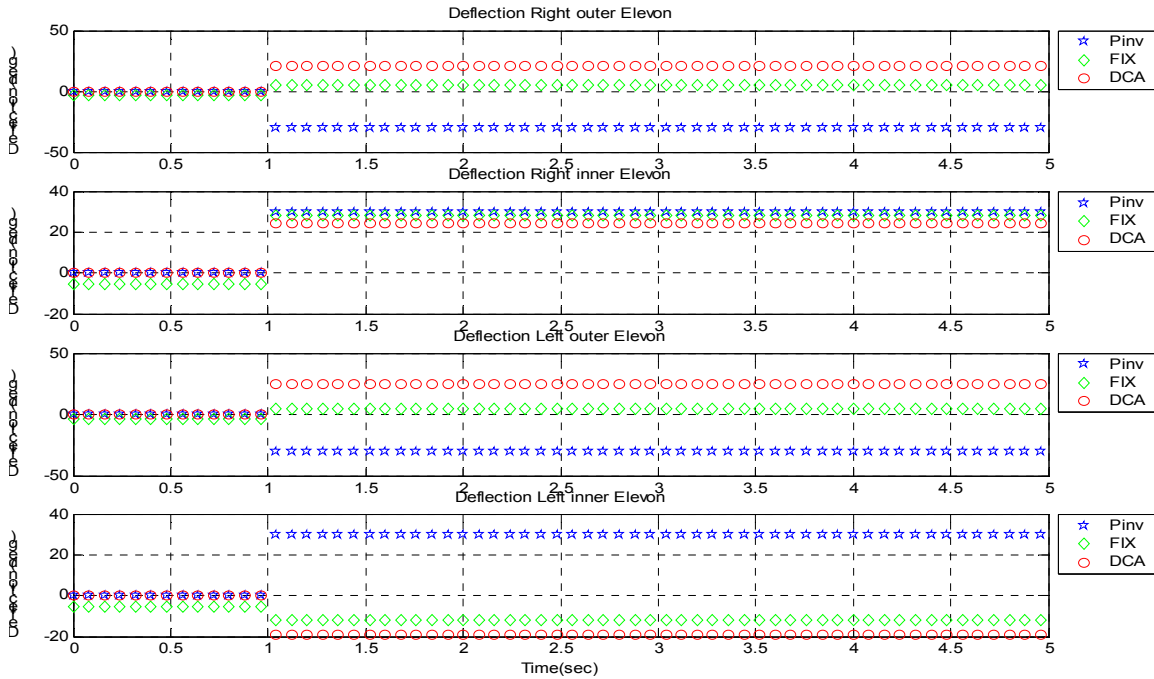 Deflection Right outer Elevon
50
0
-50
0 0.5 1 1.5 2 2.5 3 3.5 4 4.5 5
Pinv
FIX
DCA
Deflection Right inner Elevon
40
20
0
-20
0 0.5 1 1.5 2 2.5 3 3.5 4 4.5 5
Pinv
FIX
DCA
Deflection Left outer Elevon
50
0
-50
0 0.5 1 1.5 2 2.5 3 3.5 4 4.5 5
Pinv
FIX
DCA
Deflection Left inner Elevon
40
20
0
-20
0 0.5 1 1.5 2 2.5 3 3.5 4 4.5 5
Pinv
FIX
DCA
Time(sec)